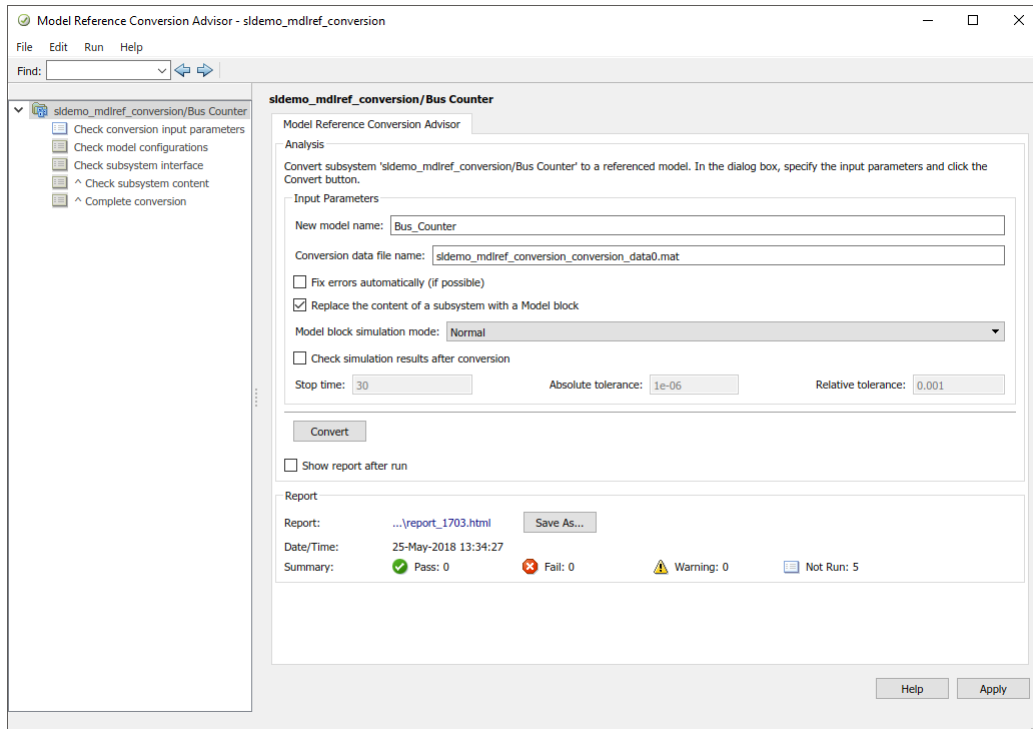 Model Reference Conversion Advisor - sldemo_mdlref_conversion
File Edit Run Help
Find:
sldemo_mdlref_conversion/Bus Counter
Check conversion input parameters
Check model configurations
Check subsystem interface
^ Check subsystem content
^ Complete conversion
sldemo_mdlref_conversion/Bus Counter
Model Reference Conversion Advisor
Analysis
Convert subsystem 'sldemo_mdlref_conversion/Bus Counter' to a referenced model. In the dialog box, specify the input parameters and click the
Convert button.
Input Parameters
New model name: Bus_Counter
Conversion data file name: sldemo_mdlref_conversion_conversion_data0.mat
Fix errors automatically (if possible)
Replace the content of a subsystem with a Model block
Model block simulation mode: Normal
Check simulation results after conversion
Stop time: 30 Absolute tolerance: 1e-06 Relative tolerance: 0.001
Convert
Show report after run
Report
Report: ...\report_1703.html Save As...
Date/Time: 25-May-2018 13:34:27
Summary: Pass: 0 Fail: 0 Warning: 0 Not Run: 5
Help Apply